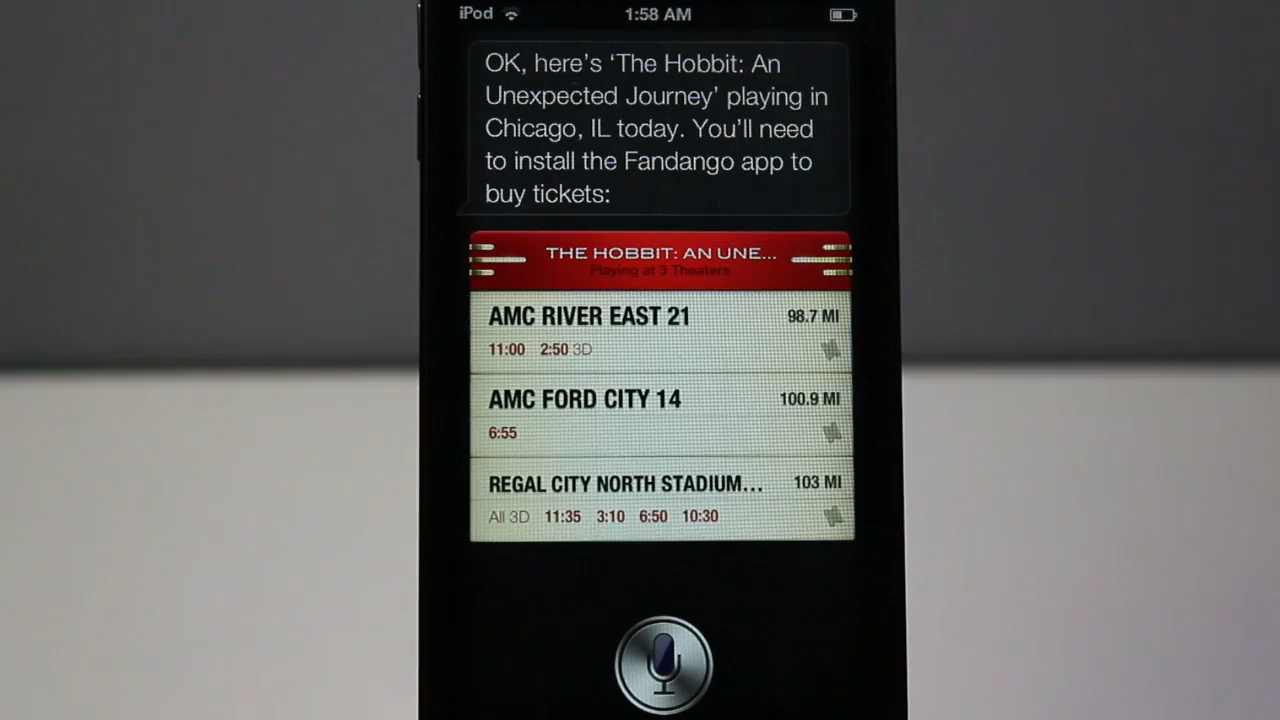 iPod
1:58 AM
OK, here's 'The Hobbit: An
Unexpected Journey' playing in
Chicago, IL today. You'll need
to install the Fandango app to
buy tickets:
THE HOBBIT: AN UNE...
Playing at 3 Theaters
AMC RIVER EAST 21 98.7 MI
11:00 2:50 3D
AMC FORD CITY 14 100.9 MI
6:55
REGAL CITY NORTH STADIUM... 103 MI
All 3D 11:35 3:10 6:50 10:30